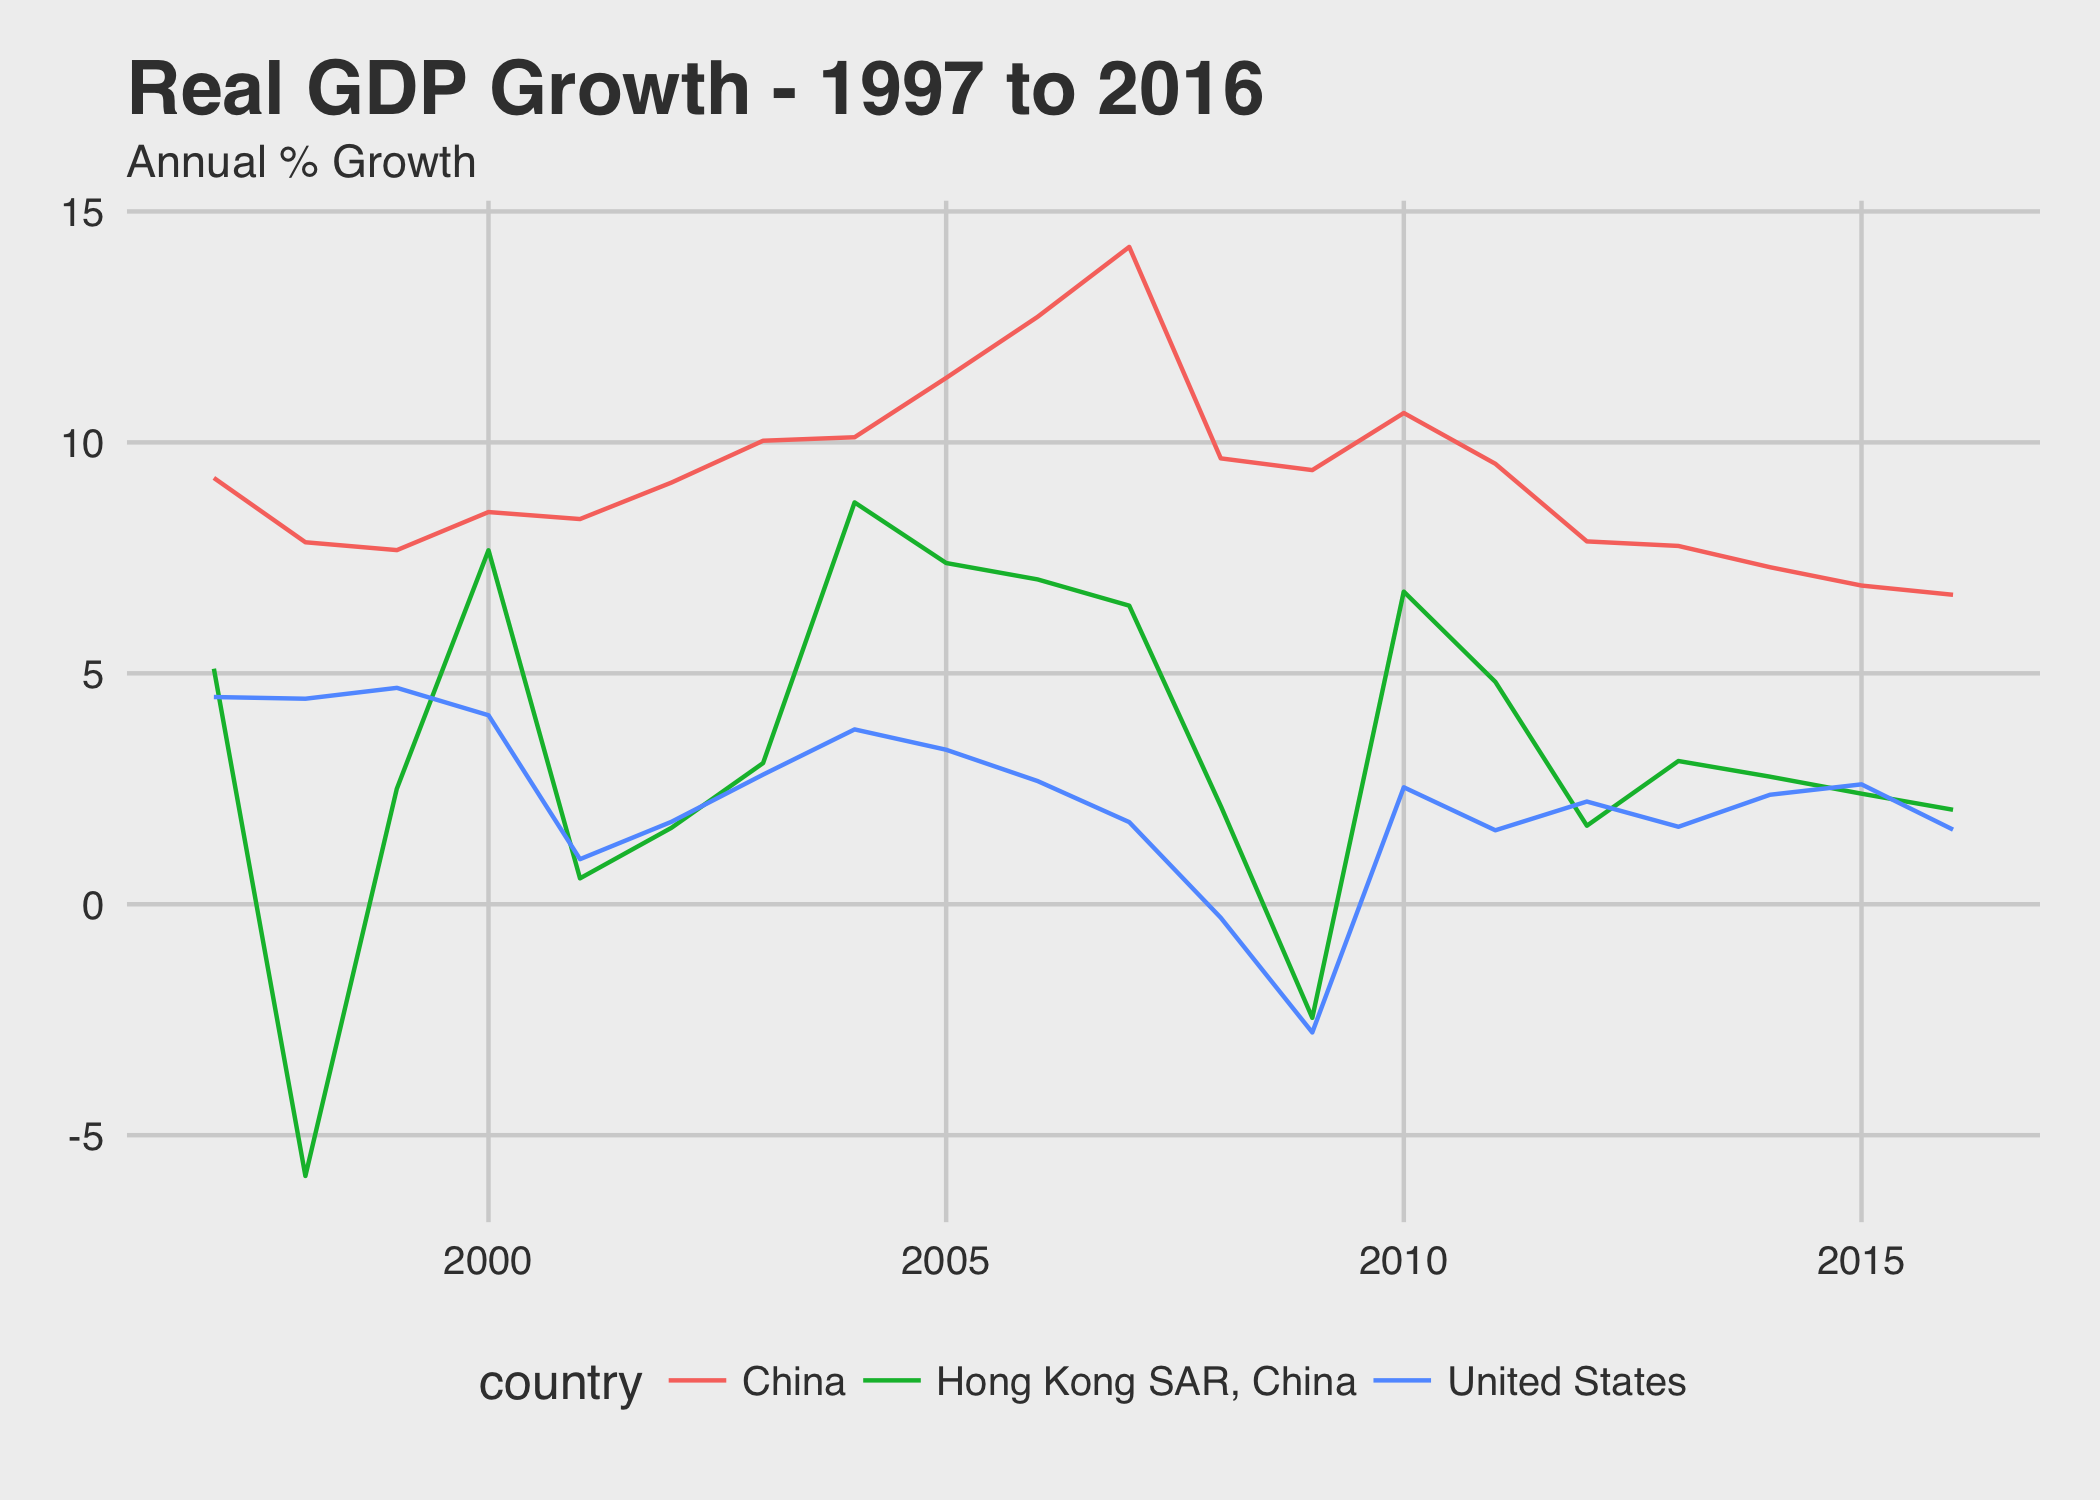 Real GDP Growth - 1997 to 2016
Annual % Growth
15
10
5
0
-5
2000 2005 2010 2015
country China Hong Kong SAR, China United States